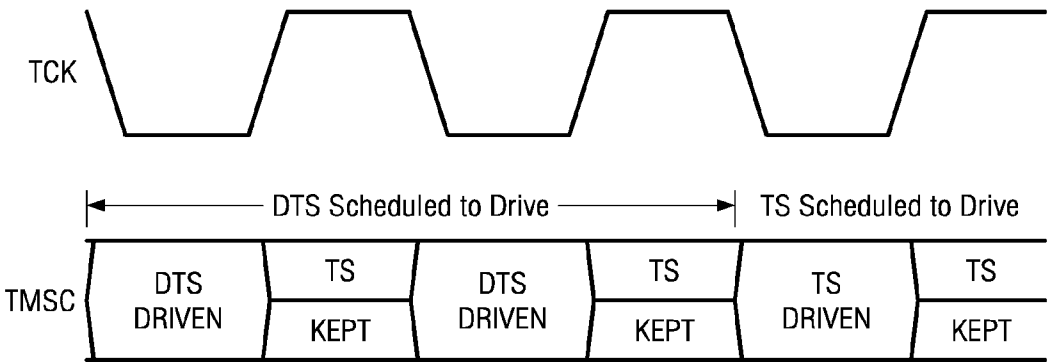 TCK
DTS Scheduled to Drive TS Scheduled to Drive
TMSC
DTS DRIVEN
TS
KEPT
DTS DRIVEN
TS
KEPT
TS DRIVEN
TS
KEPT